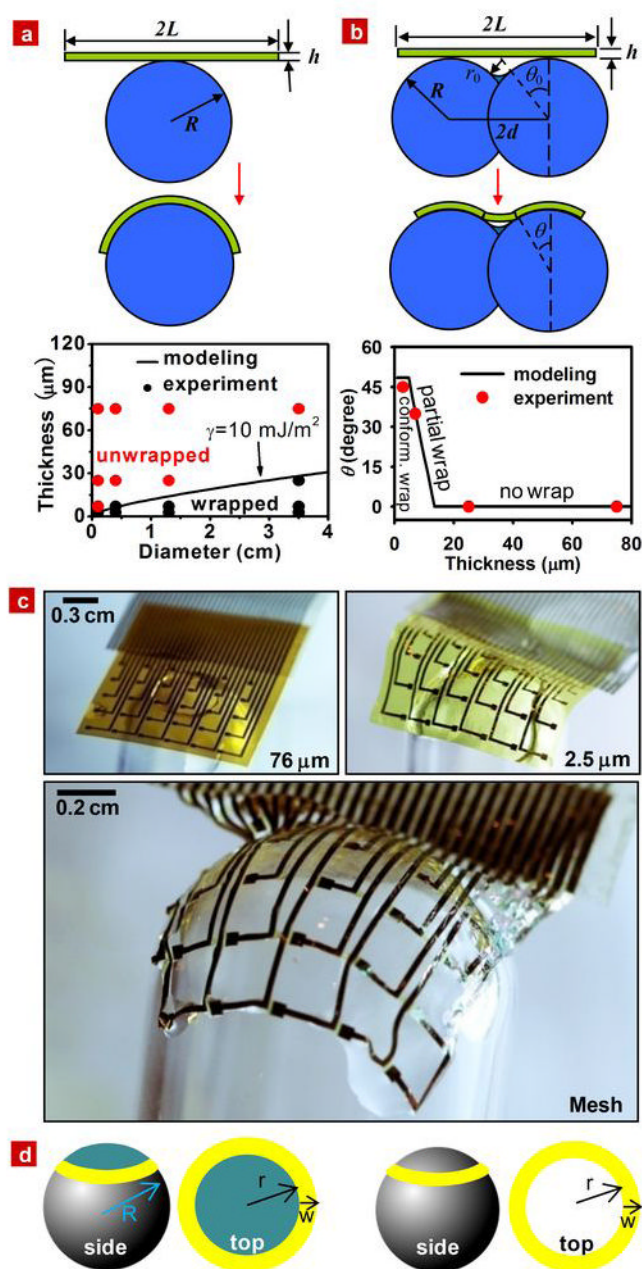 a
2L
h
R
b
2L
h
r0
θ0
R
2d
θ
120
90
60
30
0
Thickness (μm)
modeling
experiment
γ=10 mJ/m²
unwrapped
wrapped
0 1 2 3 4
Diameter (cm)
60
45
30
15
0
θ (degree)
modeling
experiment
conform. wrap
partial wrap
no wrap
0 20 40 60 80
Thickness (μm)
c
0.3 cm
76 μm
2.5 μm
0.2 cm
Mesh
d
R
side
r
w
top
side
r
w
top